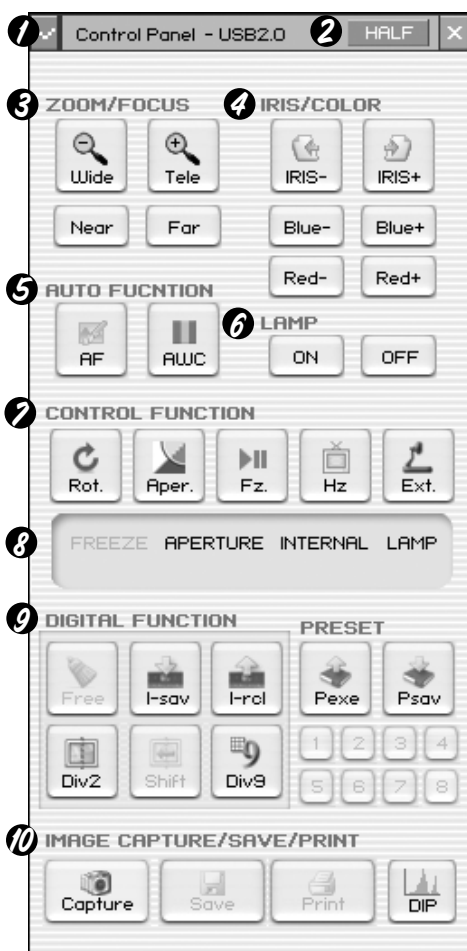 1 Control Panel - USB2.0 2 HALF
3 ZOOM/FOCUS 4 IRIS/COLOR
Wide Tele IRIS- IRIS+
Near Far Blue- Blue+
Red- Red+
5 AUTO FUCNTION
6 LAMP
AF AWC ON OFF
7 CONTROL FUNCTION
Rot. Aper. Fz. Hz Ext.
8 FREEZE APERTURE INTERNAL LAMP
9 DIGITAL FUNCTION PRESET
Free I-sav I-rcl Pexe Psav
1 2 3 4
9
Div2 Shift Div9 5 6 7 8
10 IMAGE CAPTURE/SAVE/PRINT
Capture Save Print DIP